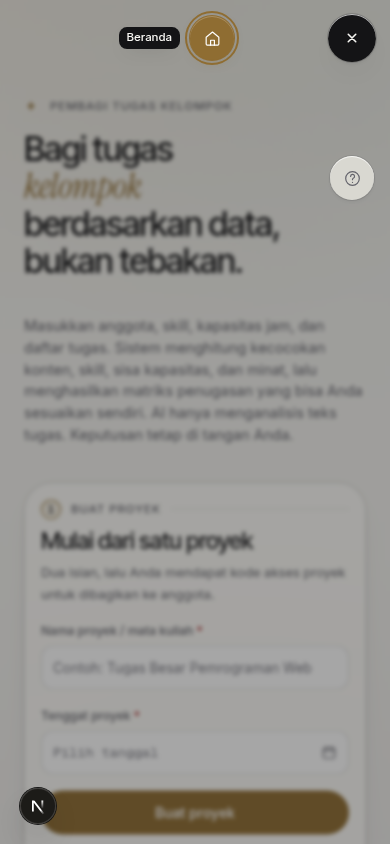 Beranda
PEMBAGI TUGAS KELOMPOK
Bagi tugas
kelompok
berdasarkan data,
bukan tebakan.
Masukkan anggota, skill, kapasitas jam, dan
daftar tugas. Sistem menghitung kecocokan
konten, skill, sisa kapasitas, dan minat, lalu
menghasilkan matriks penugasan yang bisa Anda
sesuaikan sendiri. AI hanya menganalisis teks
tugas. Keputusan tetap di tangan Anda.
1 BUAT PROYEK
Mulai dari satu proyek
Dua isian, lalu Anda mendapat kode akses proyek
untuk dibagikan ke anggota.
Nama proyek / mata kuliah *
Contoh: Tugas Besar Pemrograman Web
Tenggat proyek *
Pilih tanggal
N
Buat proyek